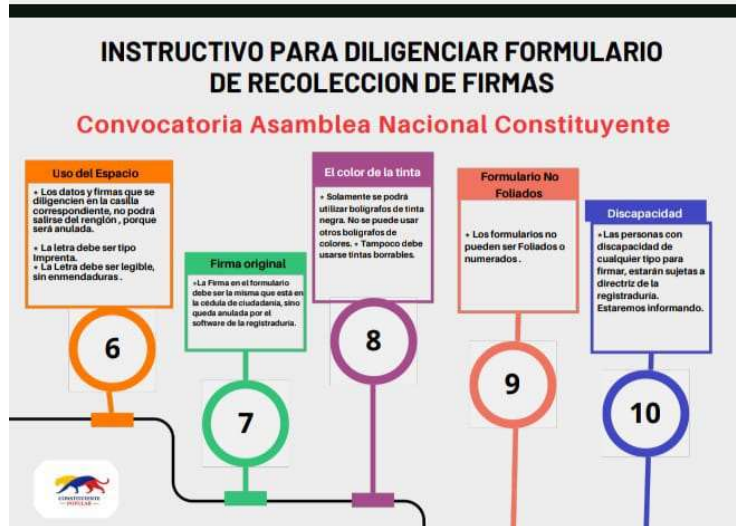 INSTRUCTIVO PARA DILIGENCIAR FORMULARIO
DE RECOLECCION DE FIRMAS
Convocatoria Asamblea Nacional Constituyente
Uso del Espacio
• Los datos y firmas que se
diligencien en la casilla
correspondiente, no podrá
salirse del renglón , porque
será anulada.
• La letra debe ser tipo
Imprenta.
• La Letra debe ser legible,
sin enmendaduras .
6
Firma original
•La Firma en el formulario
debe ser la misma que está en
la cédula de ciudadanía, sino
queda anulada por el
software de la registraduría.
7
El color de la tinta
• Solamente se podrá
utilizar bolígrafos de tinta
negra. No se puede usar
otros bolígrafos de
colores. • Tampoco debe
usarse tintas borrables.
8
Formulario No
Foliados
• Los formularios no
pueden ser Foliados o
numerados .
9
Discapacidad
•Las personas con
discapacidad de
cualquier tipo para
firmar, estarán sujetas a
directriz de la
registraduría.
Estaremos informando.
10
CONSTITUYENTE
POPULAR